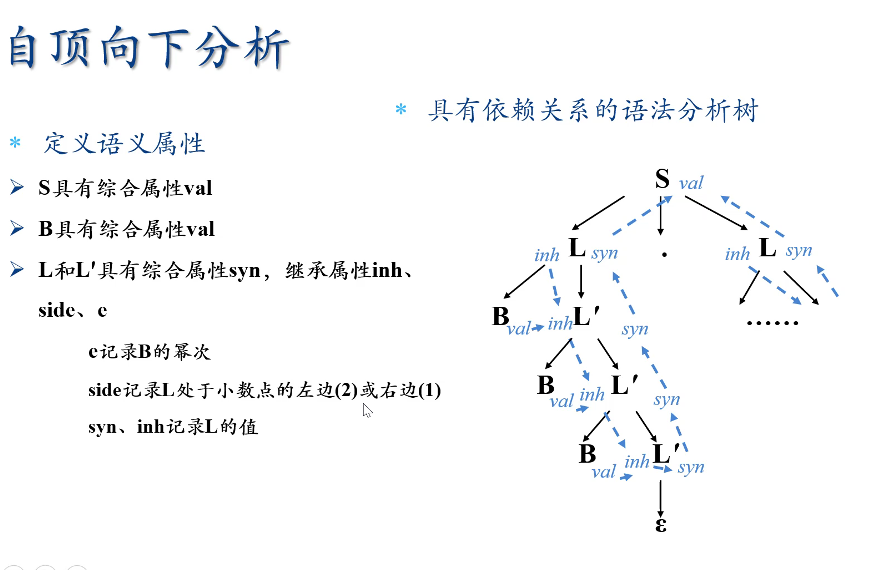 自顶向下分析
* 定义语义属性
➢ S具有综合属性val
➢ B具有综合属性val
➢ L和L′具有综合属性syn，继承属性inh、
side、c
c记录B的幂次
side记录L处于小数点的左边(2)或右边(1)
syn、inh记录L的值
* 具有依赖关系的语法分析树
S val
inh L syn . inh L syn
B val inh L′ syn ……
B val inh L′ syn
B val inh L′ syn
ε